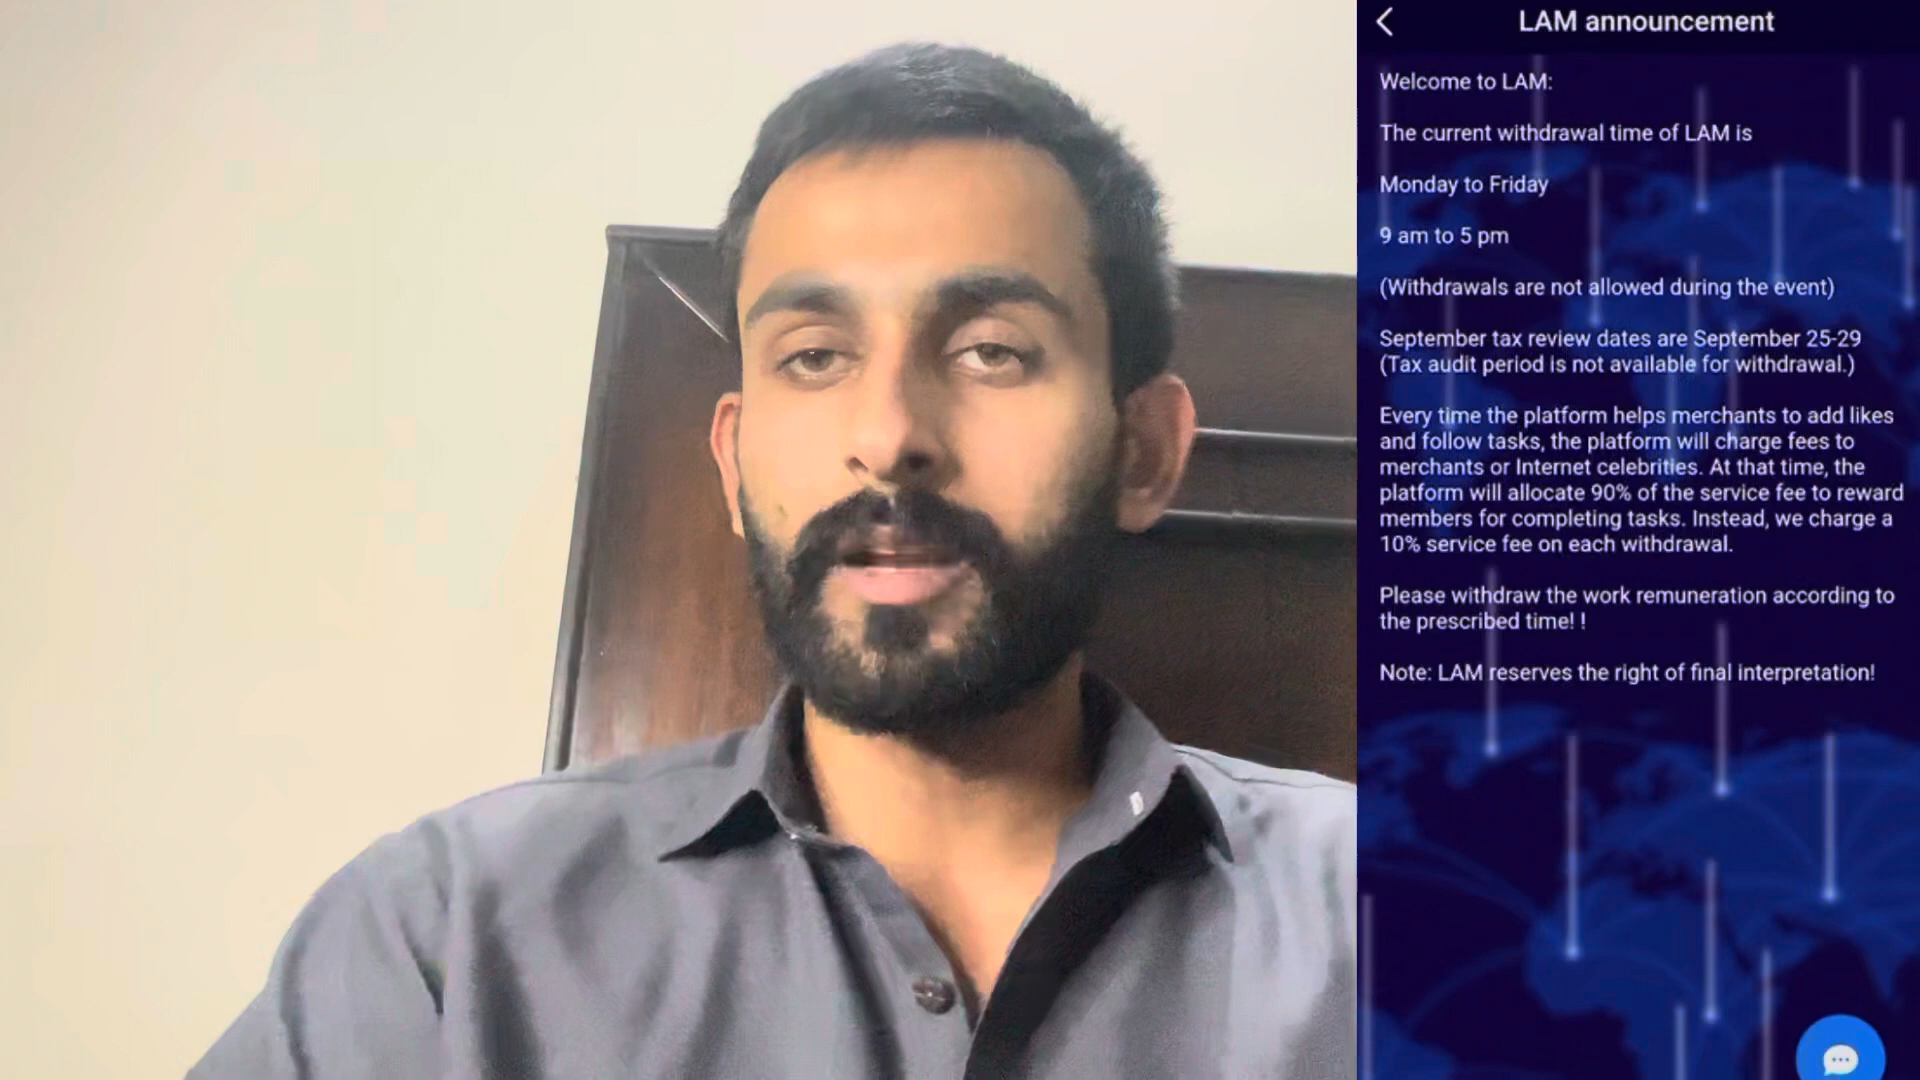 LAM announcement
Welcome to LAM:
The current withdrawal time of LAM is
Monday to Friday
9 am to 5 pm
(Withdrawals are not allowed during the event)
September tax review dates are September 25-29
(Tax audit period is not available for withdrawal.)
Every time the platform helps merchants to add likes
and follow tasks, the platform will charge fees to
merchants or Internet celebrities. At that time, the
platform will allocate 90% of the service fee to reward
members for completing tasks. Instead, we charge a
10% service fee on each withdrawal.
Please withdraw the work remuneration according to
the prescribed time! !
Note: LAM reserves the right of final interpretation!